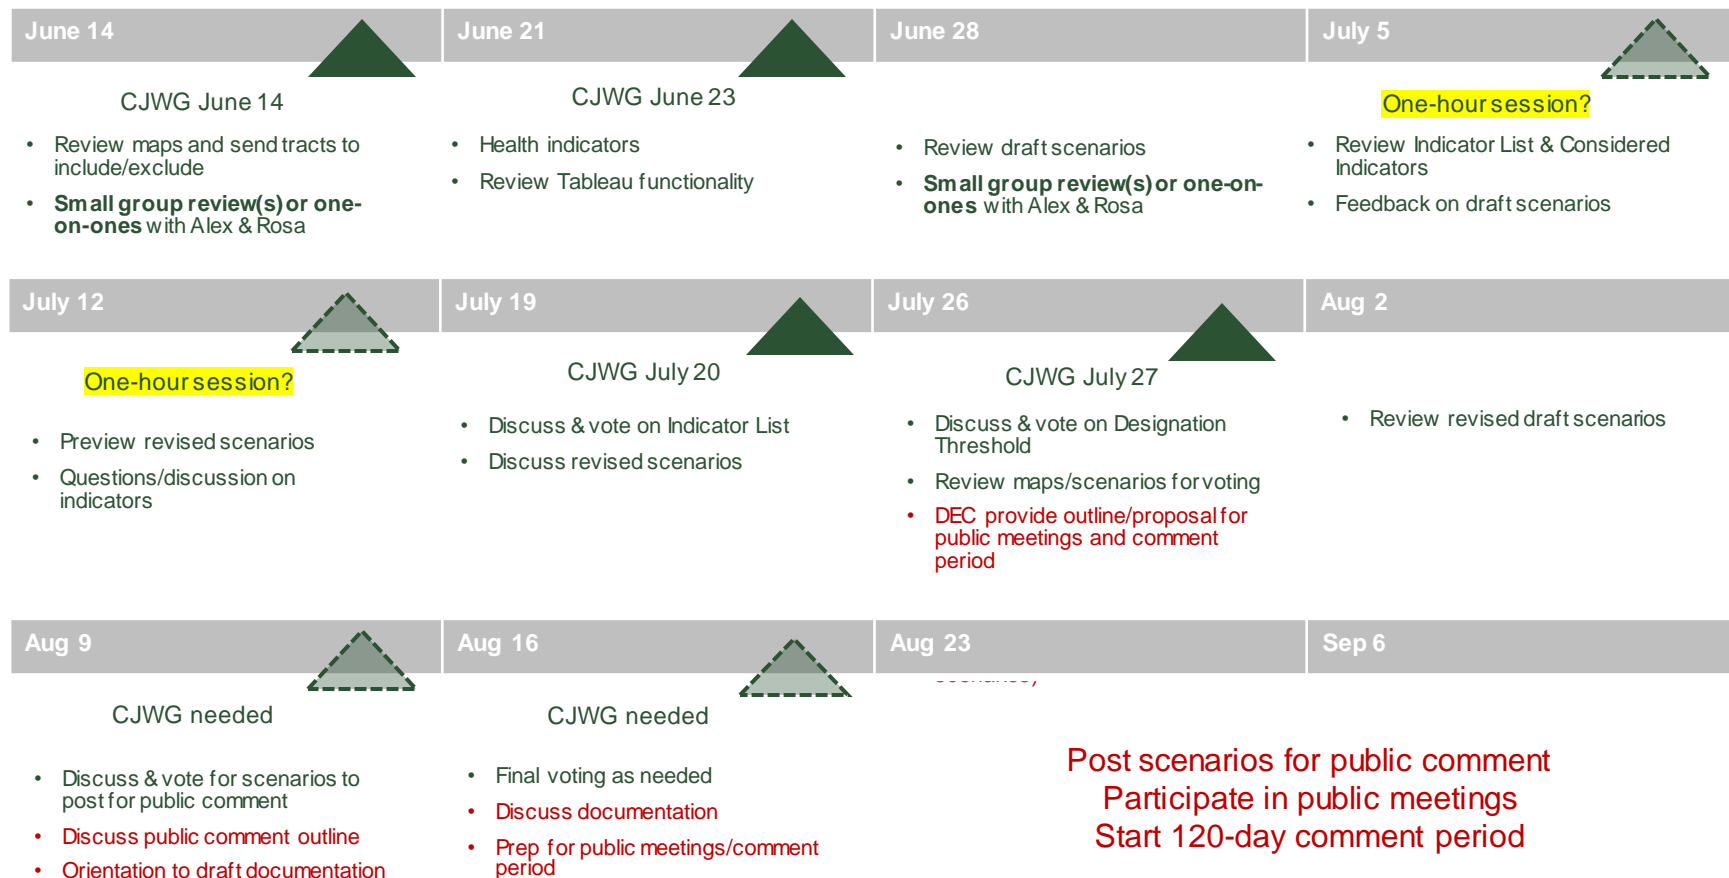 June 14
CJWG June 14
• Review maps and send tracts to
include/exclude
• Small group review(s) or one-
on-ones with Alex & Rosa
June 21
CJWG June 23
• Health indicators
• Review Tableau functionality
June 28
• Review draft scenarios
• Small group review(s) or one-on-
ones with Alex & Rosa
July 5
One-hour session?
• Review Indicator List & Considered
Indicators
• Feedback on draft scenarios
July 12
One-hour session?
• Preview revised scenarios
• Questions/discussion on
indicators
July 19
CJWG July 20
• Discuss & vote on Indicator List
• Discuss revised scenarios
July 26
CJWG July 27
• Discuss & vote on Designation
Threshold
• Review maps/scenarios for voting
• DEC provide outline/proposal for
public meetings and comment
period
Aug 2
• Review revised draft scenarios
Aug 9
CJWG needed
• Discuss & vote for scenarios to
post for public comment
• Discuss public comment outline
• Orientation to draft documentation
Aug 16
CJWG needed
• Final voting as needed
• Discuss documentation
• Prep for public meetings/comment
period
Aug 23
Sep 6
Post scenarios for public comment
Participate in public meetings
Start 120-day comment period